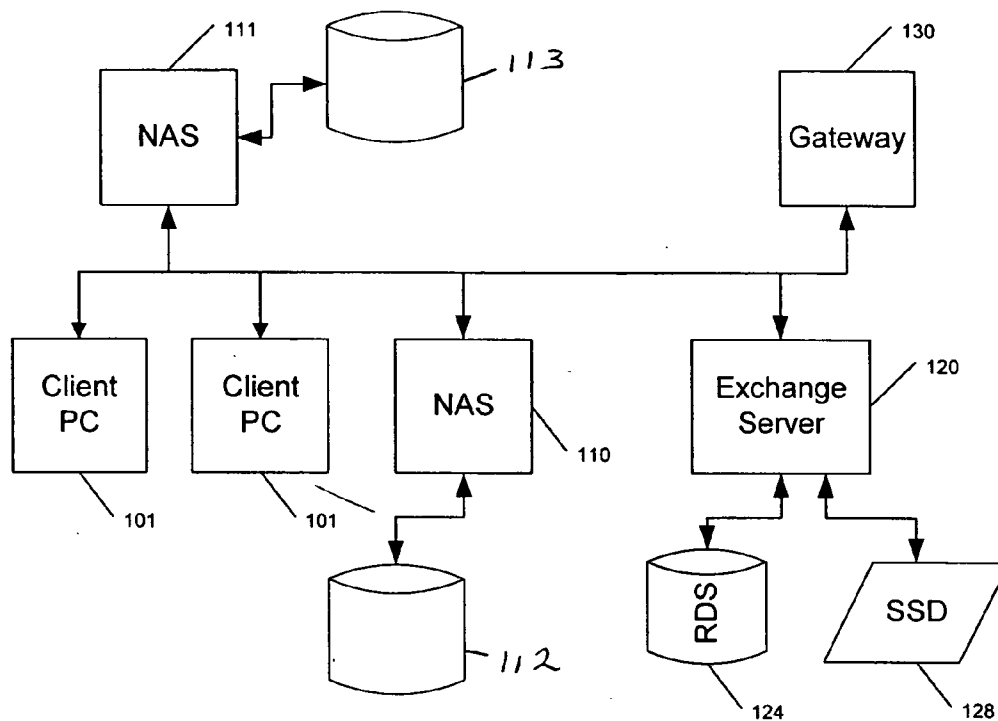 111
113
130
NAS
Gateway
Client
PC
Client
PC
NAS
Exchange
Server
120
110
101
101
RDS
SSD
112
124
128